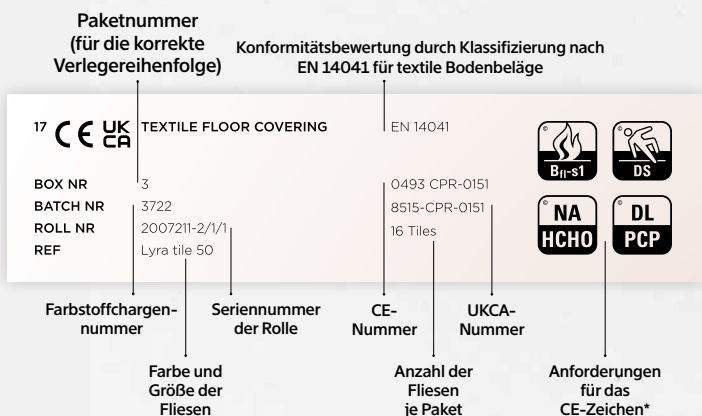 Paketnummer
(für die korrekte
Verlegereihenfolge)
Konformitätsbewertung durch Klassifizierung nach
EN 14041 für textile Bodenbeläge
17 CE UK CA TEXTILE FLOOR COVERING EN 14041
BOX NR 3 0493 CPR-0151
BATCH NR 3722 8515-CPR-0151
ROLL NR 2007211-2/1/1 16 Tiles
REF Lyra tile 50
© Bfl-s1
© DS
© NA HCHO
© DL PCP
Farbstoffchargen-
nummer
Seriennummer
der Rolle
CE-
Nummer
UKCA-
Nummer
Farbe und
Größe der
Fliesen
Anzahl der
Fliesen
je Paket
Anforderungen
für das
CE-Zeichen*